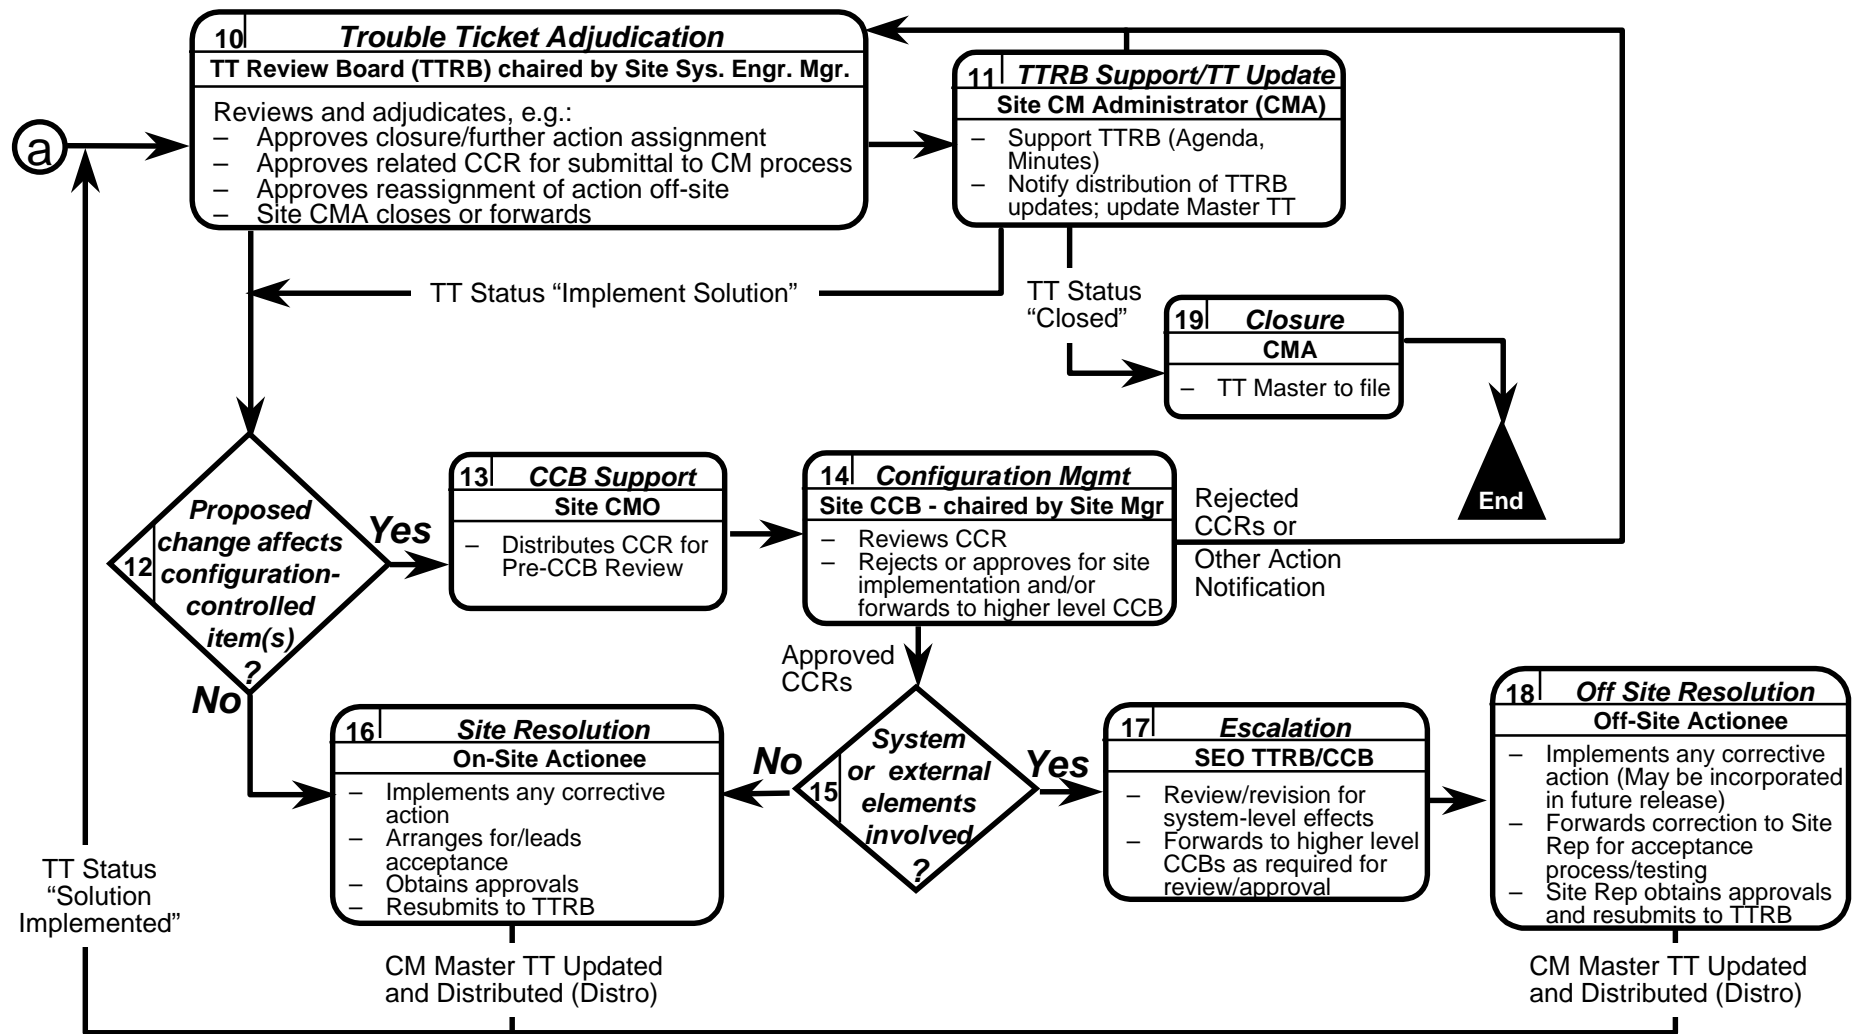 10 Trouble Ticket Adjudication
TT Review Board (TTRB) chaired by Site Sys. Engr. Mgr.
Reviews and adjudicates, e.g.:
– Approves closure/further action assignment
– Approves related CCR for submittal to CM process
– Approves reassignment of action off-site
– Site CMA closes or forwards
a
11 TTRB Support/TT Update
Site CM Administrator (CMA)
– Support TTRB (Agenda,
Minutes)
– Notify distribution of TTRB
updates; update Master TT
TT Status “Implement Solution”
TT Status
“Closed”
19 Closure
CMA
– TT Master to file
End
12
Proposed
change affects
configuration-
controlled
item(s)
?
Yes
No
13 CCB Support
Site CMO
– Distributes CCR for
Pre-CCB Review
14 Configuration Mgmt
Site CCB - chaired by Site Mgr
– Reviews CCR
– Rejects or approves for site
implementation and/or
forwards to higher level CCB
Rejected
CCRs or
Other Action
Notification
Approved
CCRs
15
System
or external
elements
involved
?
No
Yes
16 Site Resolution
On-Site Actionee
– Implements any corrective
action
– Arranges for/leads
acceptance
– Obtains approvals
– Resubmits to TTRB
17 Escalation
SEO TTRB/CCB
– Review/revision for
system-level effects
– Forwards to higher level
CCBs as required for
review/approval
18 Off Site Resolution
Off-Site Actionee
– Implements any corrective
action (May be incorporated
in future release)
– Forwards correction to Site
Rep for acceptance
process/testing
– Site Rep obtains approvals
and resubmits to TTRB
TT Status
“Solution
Implemented”
CM Master TT Updated
and Distributed (Distro)
CM Master TT Updated
and Distributed (Distro)